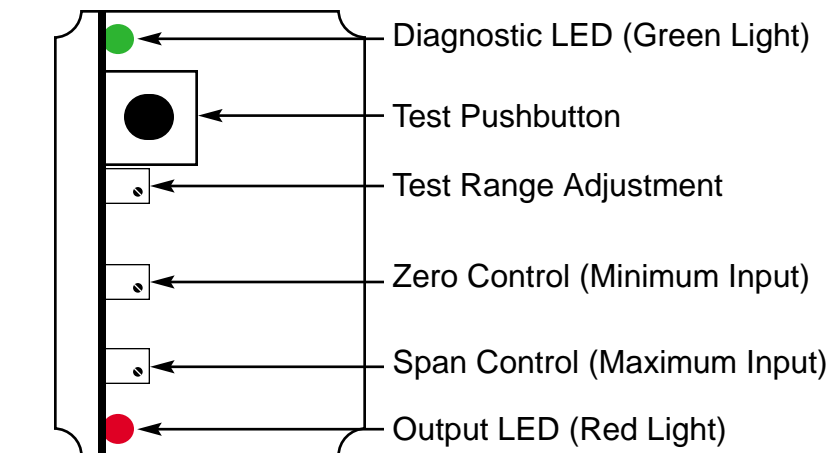 Diagnostic LED (Green Light)
Test Pushbutton
Test Range Adjustment
Zero Control (Minimum Input)
Span Control (Maximum Input)
Output LED (Red Light)